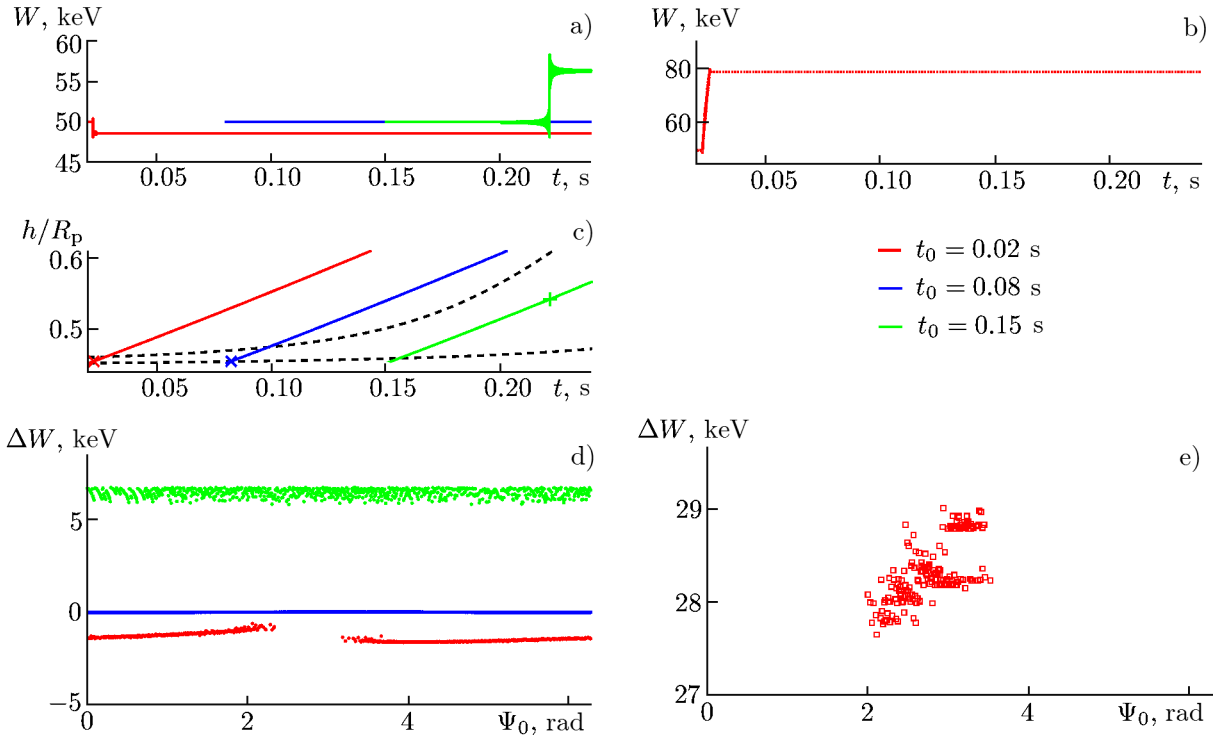 W, keV
a)
60
55
50
45
0.05
0.10
0.15
0.20
t, s
W, keV
b)
80
60
0.05
0.10
0.15
0.20
t, s
h/Rₚ
c)
0.6
0.5
0.05
0.10
0.15
0.20
t, s
t₀ = 0.02 s
t₀ = 0.08 s
t₀ = 0.15 s
ΔW, keV
d)
5
0
−5
0
2
4
Ψ₀, rad
ΔW, keV
e)
29
28
27
0
2
4
Ψ₀, rad